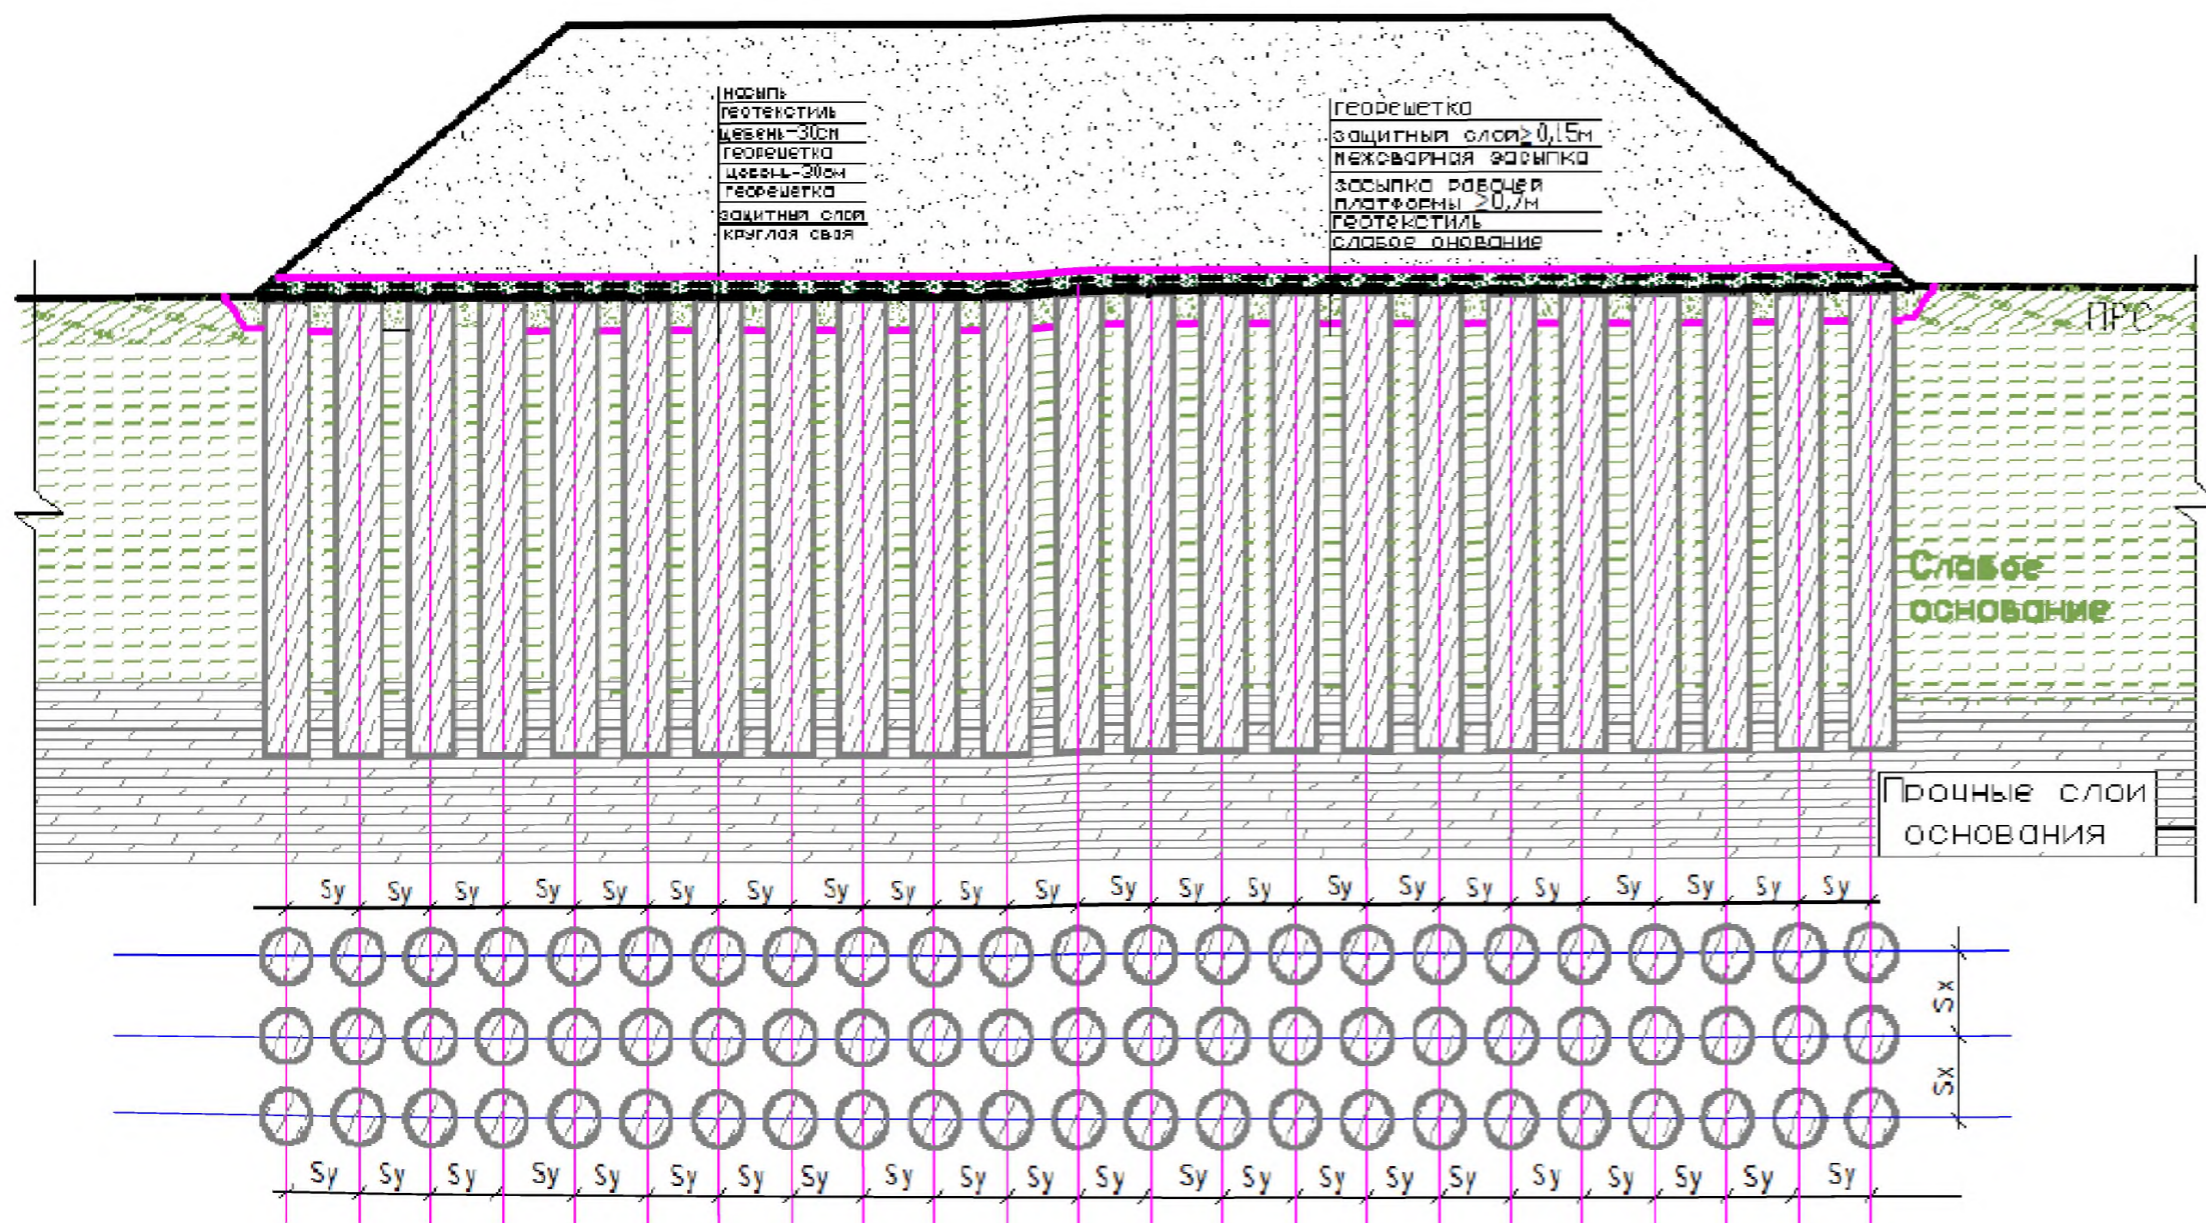 насыпь
геотекстиль
щебень-30см
георешетка
щебень-30см
георешетка
защитный слой
круглая свая
георешетка
защитный слой≥0,15м
межсвайная засыпка
засыпка рабочей
платформы ≥0,7м
геотекстиль
слабое онование
ПРС
Слабое
основание
Прочные слои
основания
Sy Sy Sy Sy Sy Sy Sy Sy Sy Sy Sy Sy Sy Sy Sy Sy Sy Sy Sy Sy Sy Sy
Sx
Sx
Sy Sy Sy Sy Sy Sy Sy Sy Sy Sy Sy Sy Sy Sy Sy Sy Sy Sy Sy Sy Sy Sy